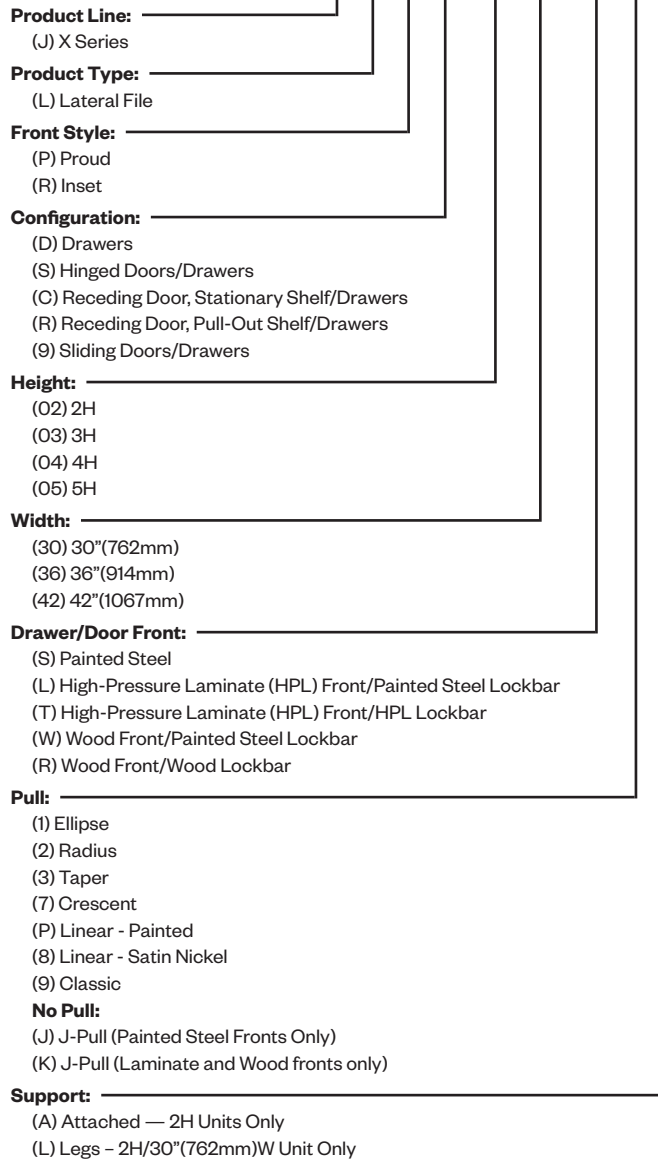 Product Line:
(J) X Series
Product Type:
(L) Lateral File
Front Style:
(P) Proud
(R) Inset
Configuration:
(D) Drawers
(S) Hinged Doors/Drawers
(C) Receding Door, Stationary Shelf/Drawers
(R) Receding Door, Pull-Out Shelf/Drawers
(9) Sliding Doors/Drawers
Height:
(02) 2H
(03) 3H
(04) 4H
(05) 5H
Width:
(30) 30”(762mm)
(36) 36”(914mm)
(42) 42”(1067mm)
Drawer/Door Front:
(S) Painted Steel
(L) High-Pressure Laminate (HPL) Front/Painted Steel Lockbar
(T) High-Pressure Laminate (HPL) Front/HPL Lockbar
(W) Wood Front/Painted Steel Lockbar
(R) Wood Front/Wood Lockbar
Pull:
(1) Ellipse
(2) Radius
(3) Taper
(7) Crescent
(P) Linear - Painted
(8) Linear - Satin Nickel
(9) Classic
No Pull:
(J) J-Pull (Painted Steel Fronts Only)
(K) J-Pull (Laminate and Wood fronts only)
Support:
(A) Attached — 2H Units Only
(L) Legs – 2H/30”(762mm)W Unit Only